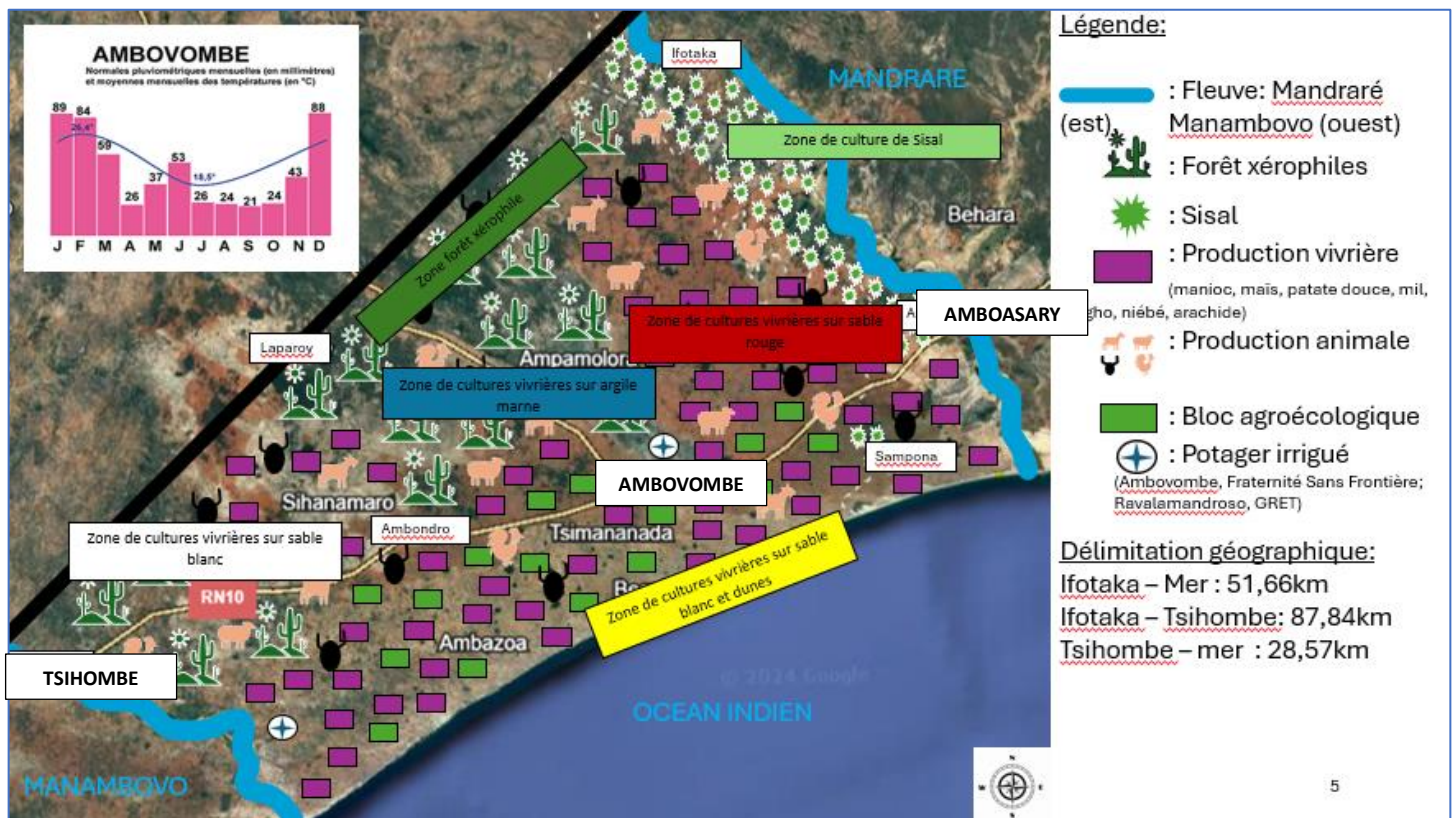 AMBOVOMBE
Normales pluviométriques mensuelles (en millimètres)
et moyennes mensuelles des températures (en °C)
89 84 59 26 37 53 26 24 21 24 43 88
26,4° 18,5°
J F M A M J J A S O N D
Ifotaka
MANDRARE
Zone de culture de Sisal
Zone forêt xérophile
Behara
AMBOASARY
Zone de cultures vivrières sur sable
rouge
Laparoy
Ampamolora
Zone de cultures vivrières sur argile
marne
Sampona
AMBOVOMBE
Sihanamaro
Ambondro
Tsimananada
Zone de cultures vivrières sur sable
blanc
Zone de cultures vivrières sur sable
blanc et dunes
RN10
Ambazoa
TSIHOMBE
© 2024 Google
OCEAN INDIEN
MANAMBOVO
Légende:
: Fleuve: Mandraré
(est), Manambovo (ouest)
: Forêt xérophiles
: Sisal
: Production vivrière
(manioc, maïs, patate douce, mil,
gho, niébé, arachide)
: Production animale
: Bloc agroécologique
: Potager irrigué
(Ambovombe, Fraternité Sans Frontière;
Ravalamandroso, GRET)
Délimitation géographique:
Ifotaka – Mer : 51,66km
Ifotaka – Tsihombe: 87,84km
Tsihombe – mer : 28,57km
5